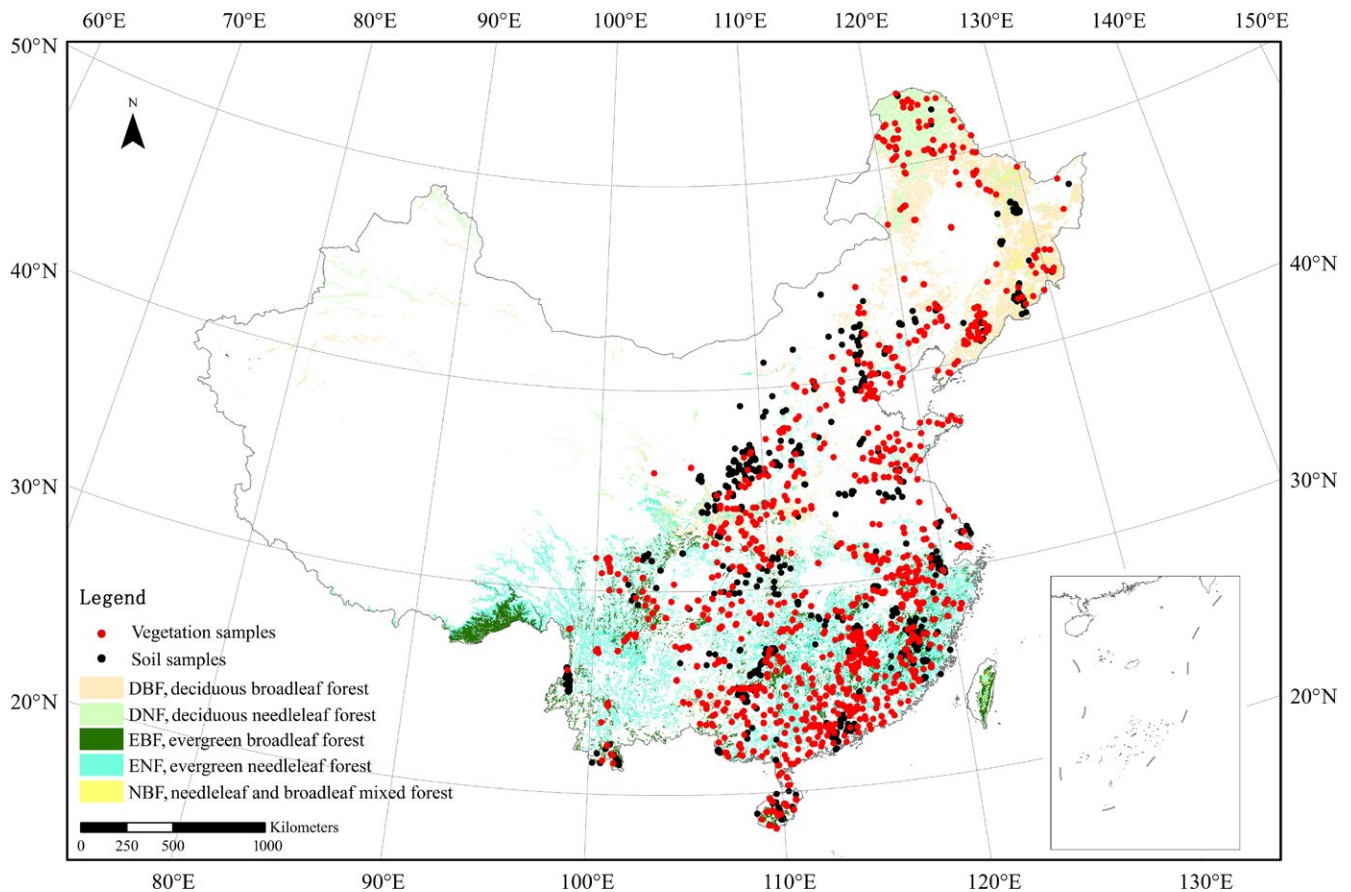 60°E 70°E 80°E 90°E 100°E 110°E 120°E 130°E 140°E 150°E
50°N
N
40°N 40°N
30°N 30°N
20°N 20°N
Legend
Vegetation samples
Soil samples
DBF, deciduous broadleaf forest
DNF, deciduous needleleaf forest
EBF, evergreen broadleaf forest
ENF, evergreen needleleaf forest
NBF, needleleaf and broadleaf mixed forest
Kilometers
0 250 500 1000
80°E 90°E 100°E 110°E 120°E 130°E